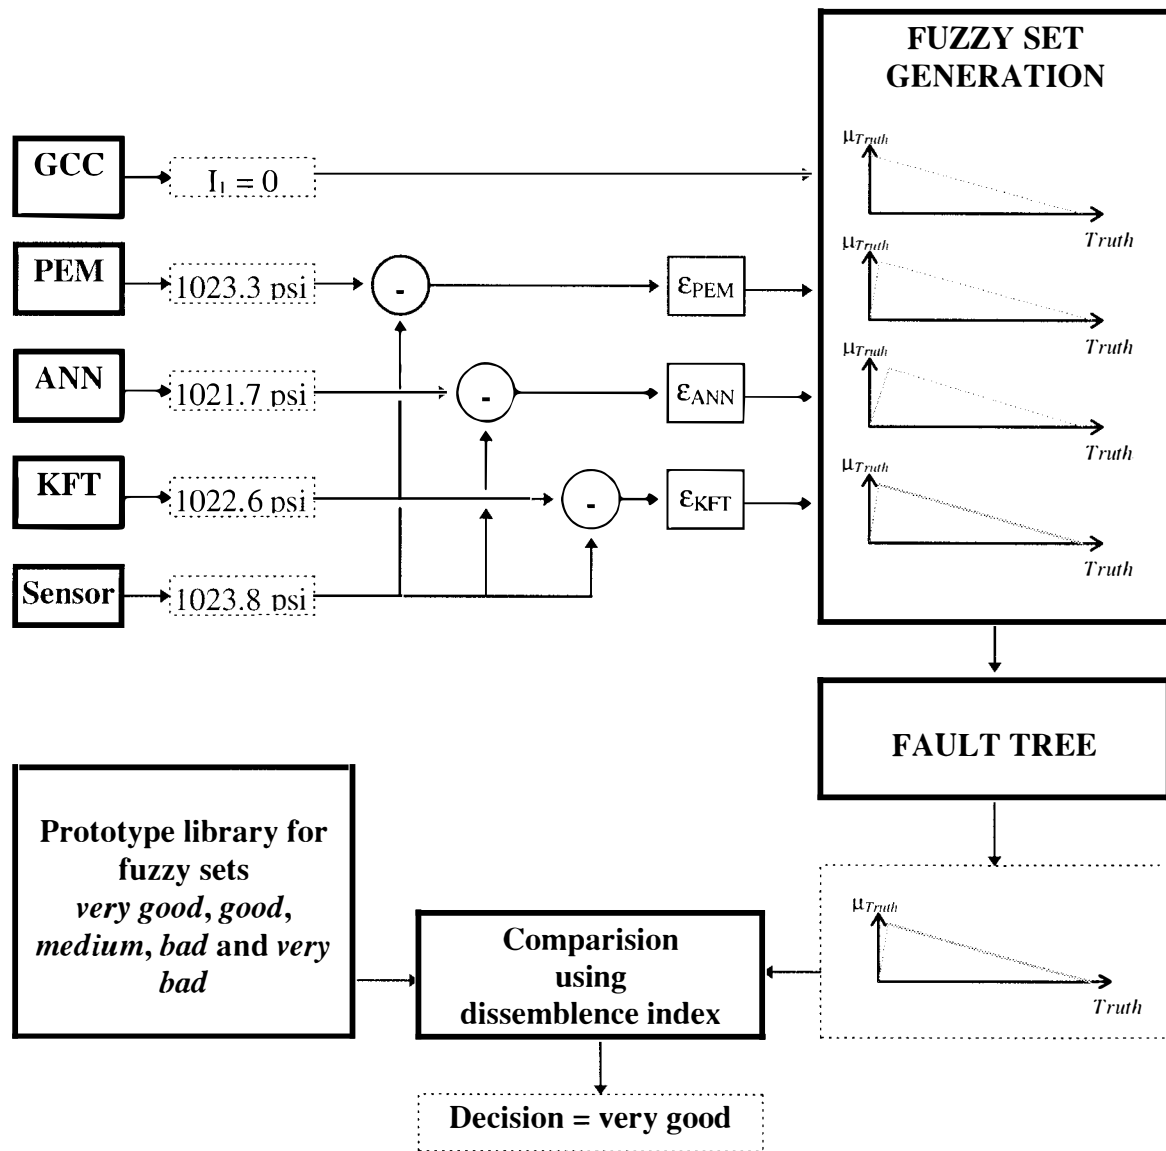 FUZZY SET
GENERATION
GCC
I₁ = 0
μTruth
Truth
PEM
1023.3 psi
-
εPEM
μTruth
Truth
ANN
1021.7 psi
-
εANN
μTruth
Truth
KFT
1022.6 psi
-
εKFT
μTruth
Truth
Sensor
1023.8 psi
FAULT TREE
Prototype library for
fuzzy sets
very good, good,
medium, bad and very
bad
Comparision
using
dissemblence index
μTruth
Truth
Decision = very good